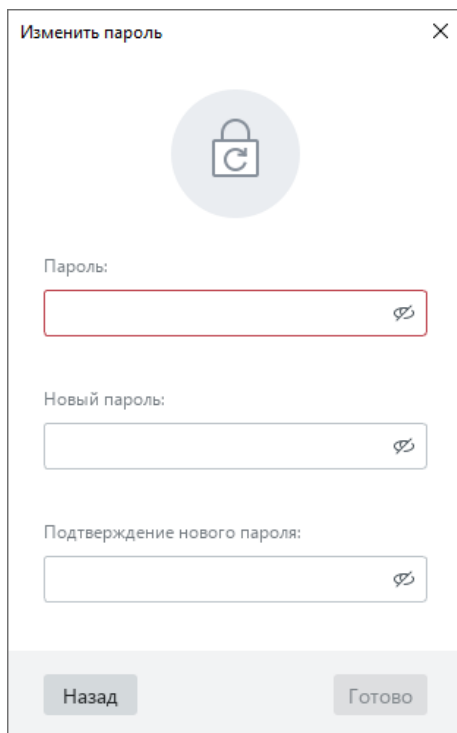 Изменить пароль
Пароль:
Новый пароль:
Подтверждение нового пароля:
Назад
Готово